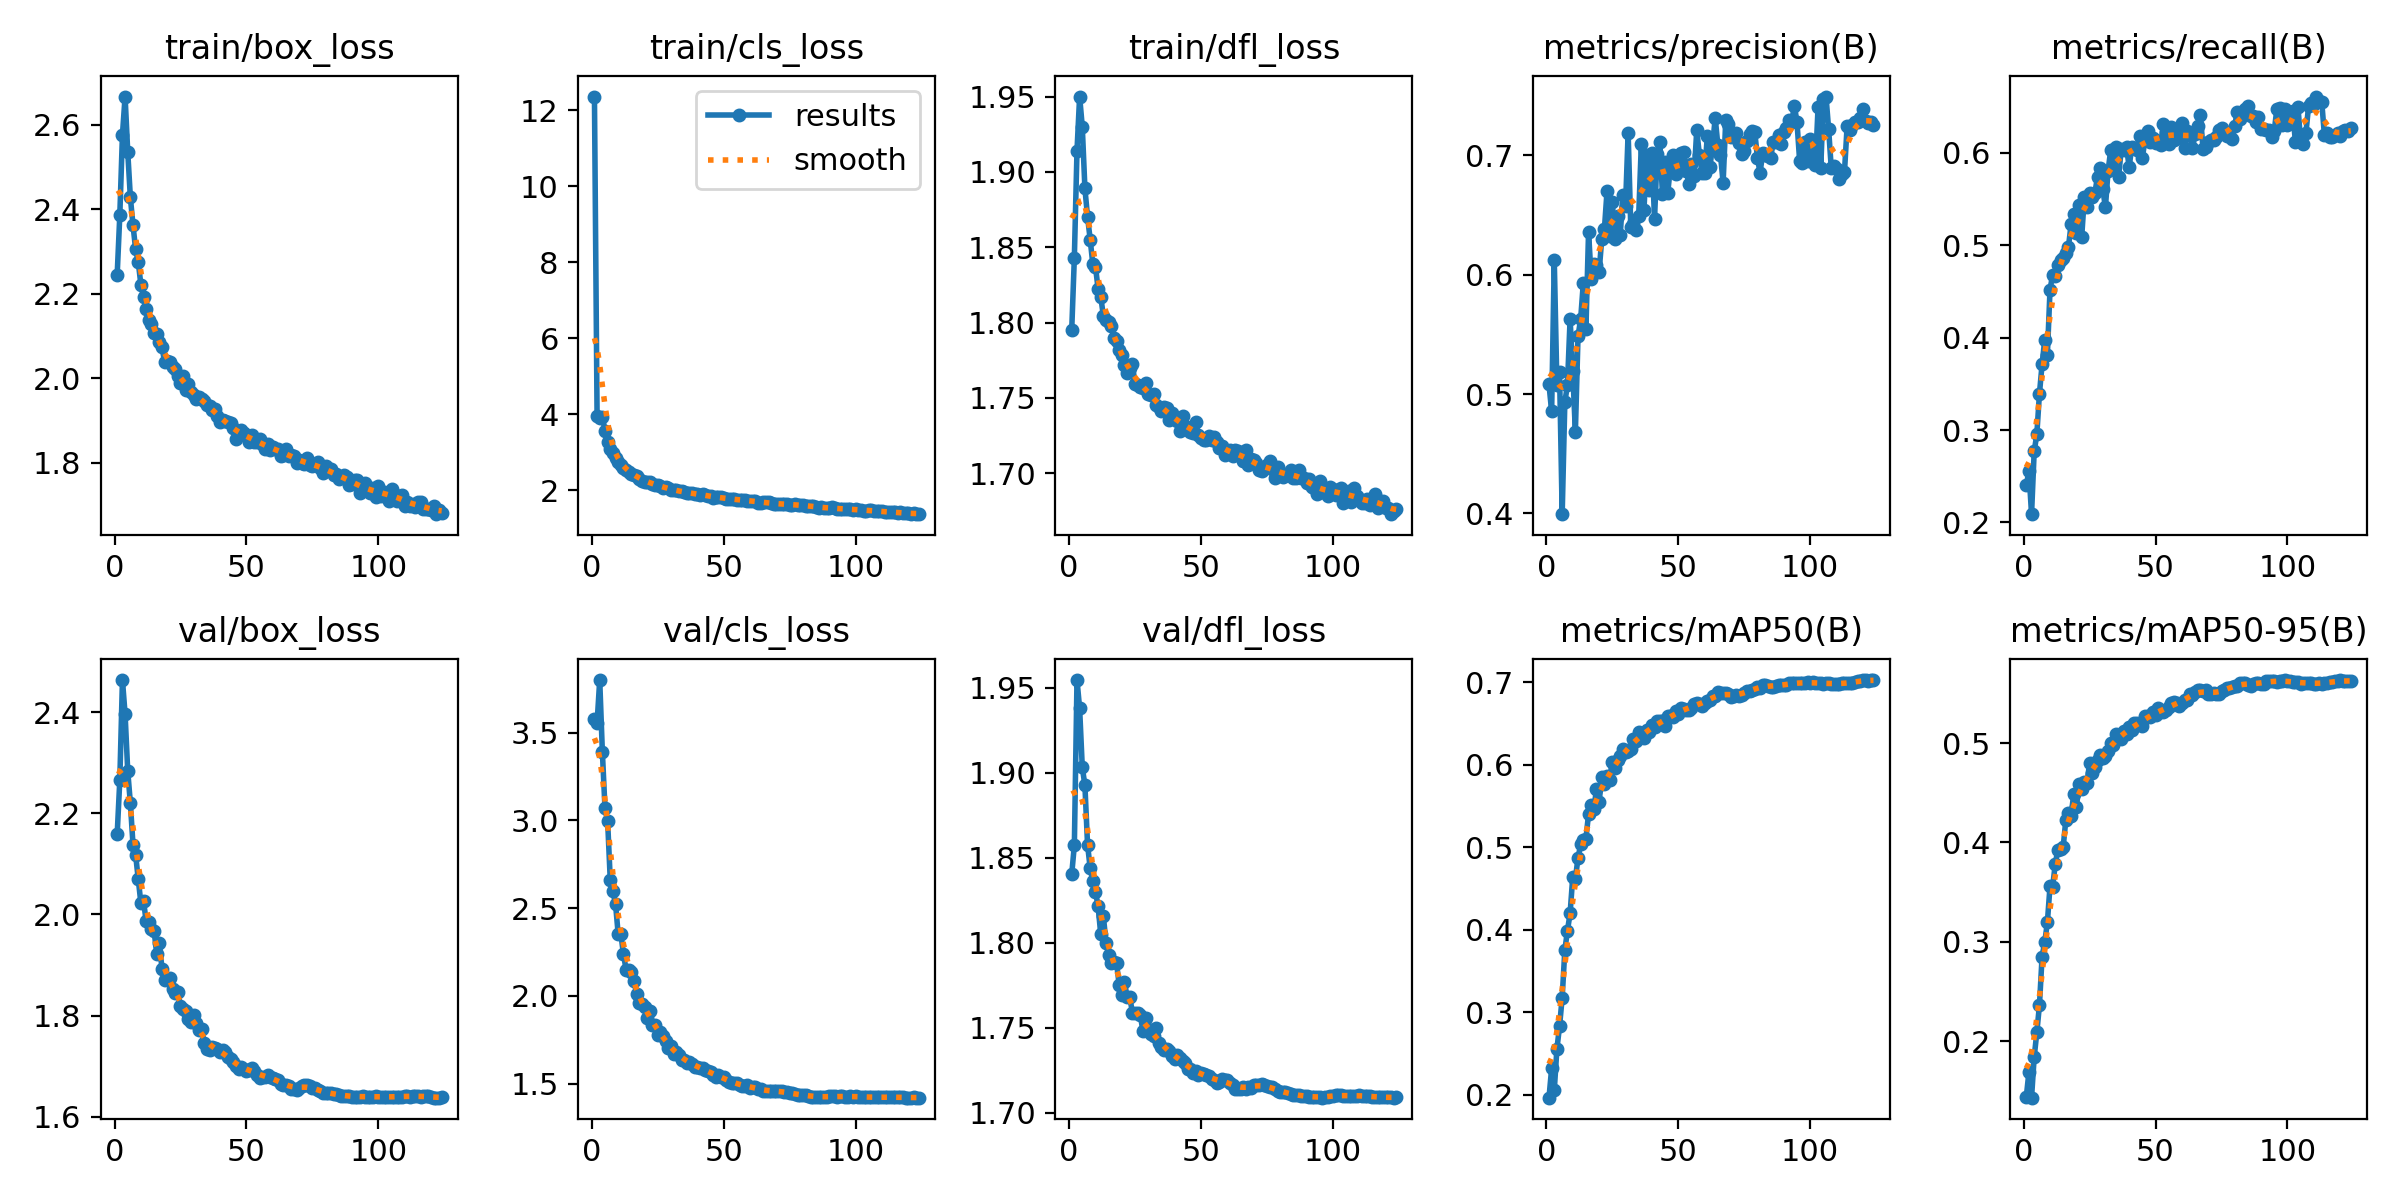 train/box_loss
2.6
2.4
2.2
2.0
1.8
0 50 100
train/cls_loss
results
smooth
12
10
8
6
4
2
0 50 100
train/dfl_loss
1.95
1.90
1.85
1.80
1.75
1.70
0 50 100
metrics/precision(B)
0.7
0.6
0.5
0.4
0 50 100
metrics/recall(B)
0.6
0.5
0.4
0.3
0.2
0 50 100
val/box_loss
2.4
2.2
2.0
1.8
1.6
0 50 100
val/cls_loss
3.5
3.0
2.5
2.0
1.5
0 50 100
val/dfl_loss
1.95
1.90
1.85
1.80
1.75
1.70
0 50 100
metrics/mAP50(B)
0.7
0.6
0.5
0.4
0.3
0.2
0 50 100
metrics/mAP50-95(B)
0.5
0.4
0.3
0.2
0 50 100